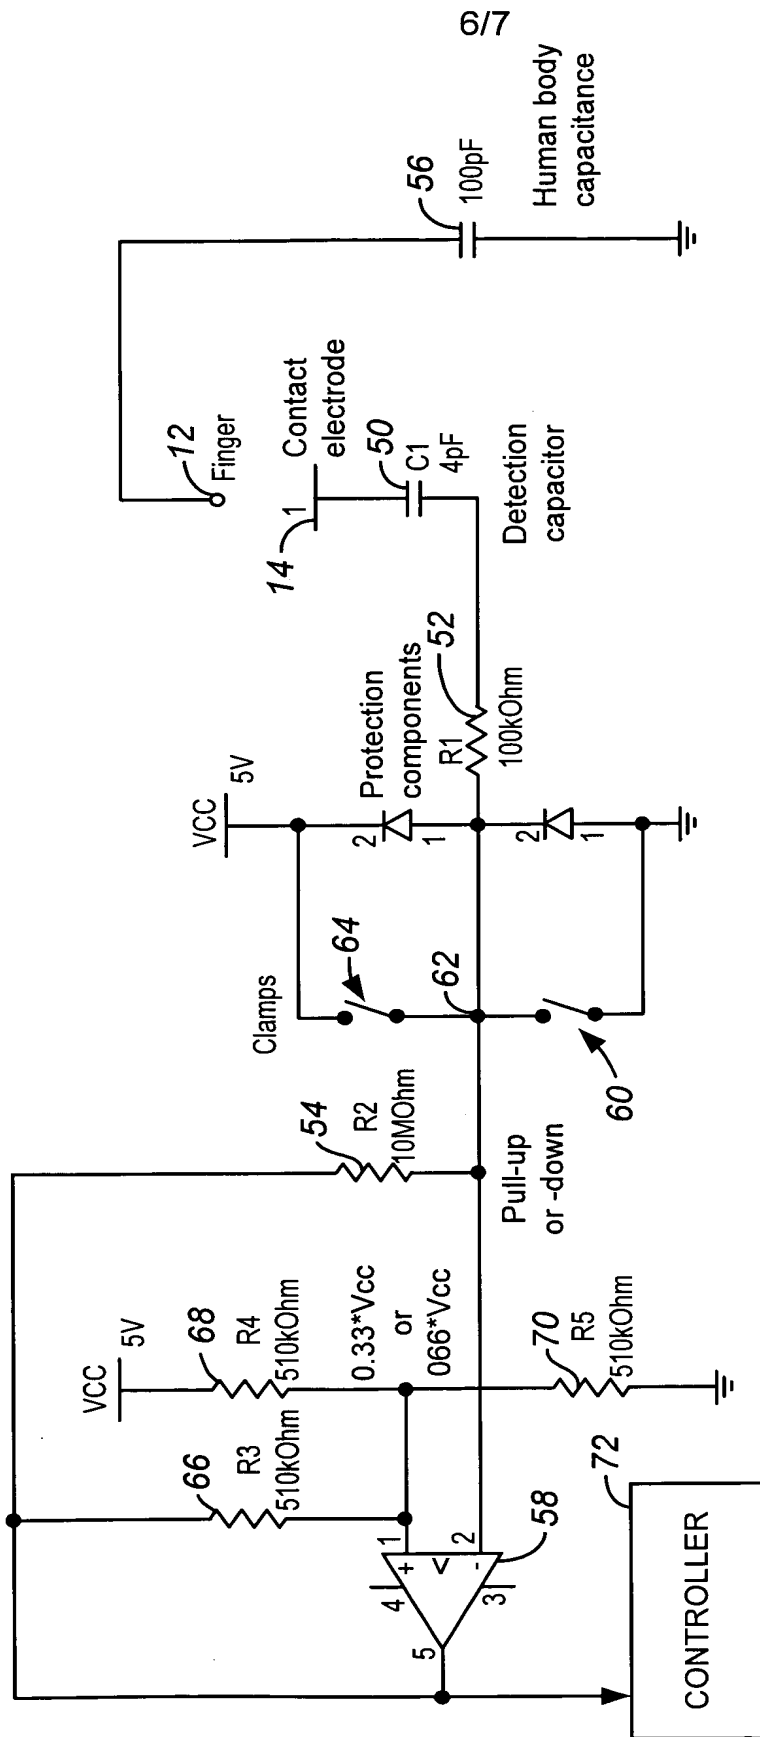 6/7
Human body
capacitance
56
100pF
12
Finger
Contact
electrode
1
14
50
C1
4pF
Detection
capacitor
52
R1
100kOhm
Protection
components
VCC
5V
2
1
2
1
Clamps
64
62
60
54
R2
10MOhm
Pull-up
or -down
VCC
5V
68
R4
510kOhm
0.33*Vcc
or
066*Vcc
70
R5
510kOhm
66
R3
510kOhm
1
2
+
V
-
4
3
5
58
72
CONTROLLER